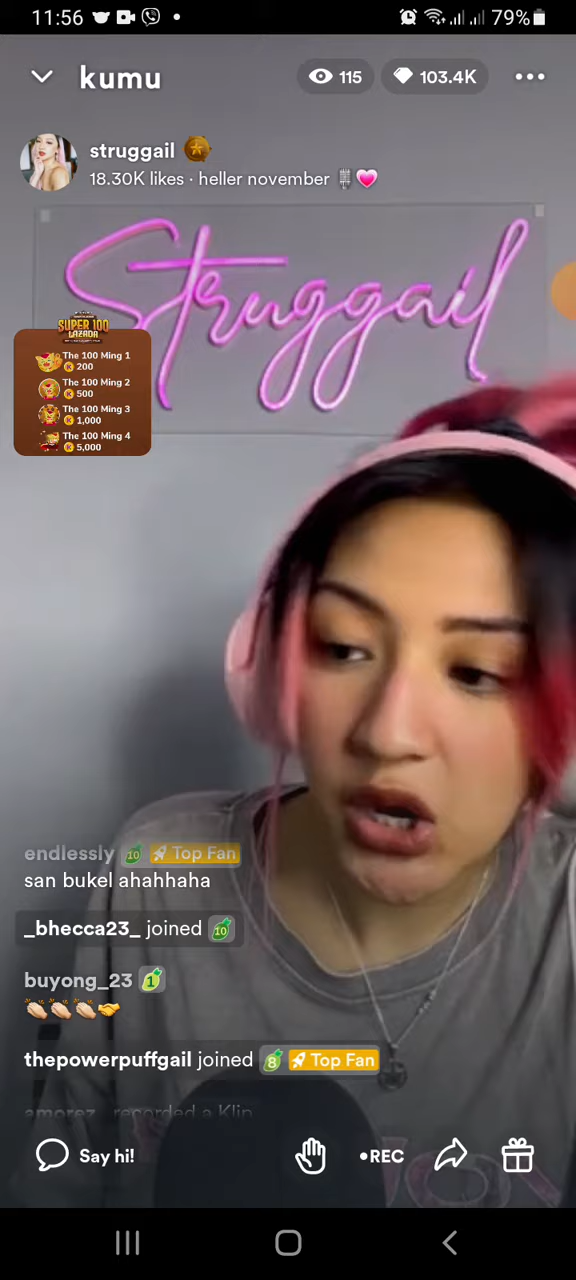 11:56
79%
kumu
115
103.4K
struggail
18.30K likes · heller november
Struggail
SUPER 100
LAZADA
The 100 Ming 1
200
The 100 Ming 2
500
The 100 Ming 3
1,000
The 100 Ming 4
5,000
endlessly 10 Top Fan
san bukel ahahhaha
_bhecca23_ joined 10
buyong_23 1
thepowerpuffgail joined 8 Top Fan
amorez_ recorded a Klip
Say hi!
•REC